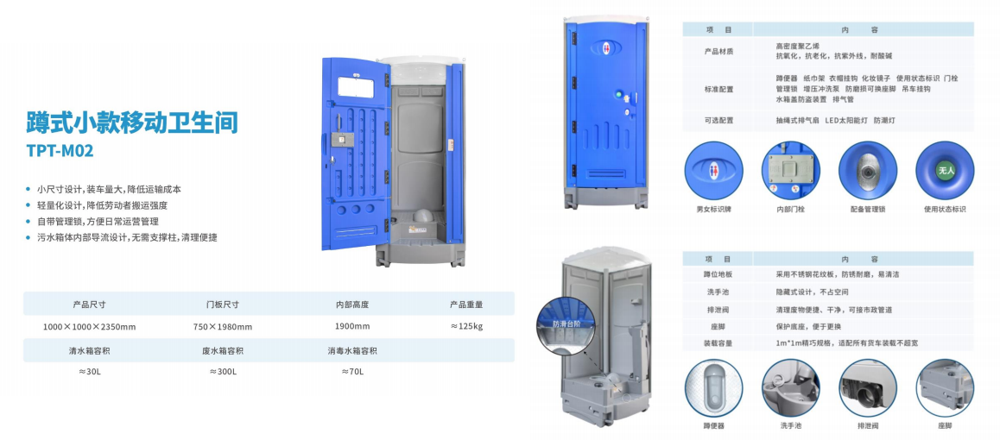 蹲式小款移动卫生间
TPT-M02
小尺寸设计,装车量大,降低运输成本
轻量化设计,降低劳动者搬运强度
自带管理锁,方便日常运营管理
污水箱体内部导流设计,无需支撑柱,清理便捷
产品尺寸 门板尺寸 内部高度 产品重量
1000×1000×2350mm 750×1980mm 1900mm ≈125kg
清水箱容积 废水箱容积 消毒水箱容积
≈30L ≈300L ≈70L
项 目 内 容
产品材质 高密度聚乙烯
抗氧化，抗老化，抗紫外线，耐酸碱
标准配置 蹲便器 纸巾架 衣帽挂钩 化妆镜子 使用状态标识 门栓
管理锁 增压冲洗泵 防磨损可换座脚 吊车挂钩
水箱盖防盗装置 排气管
可选配置 抽绳式排气扇 LED太阳能灯 防潮灯
无人
男女标识牌 内部门栓 配备管理锁 使用状态标识
项 目 内 容
蹲位地板 采用不锈钢花纹板，防锈耐磨，易清洁
洗手池 隐藏式设计，不占空间
排泄阀 清理废物便捷、干净，可接市政管道
座脚 保护底座，便于更换
装载容量 1m*1m精巧规格，适配所有货车装载不超宽
防滑台阶
蹲便器 洗手池 排泄阀 座脚